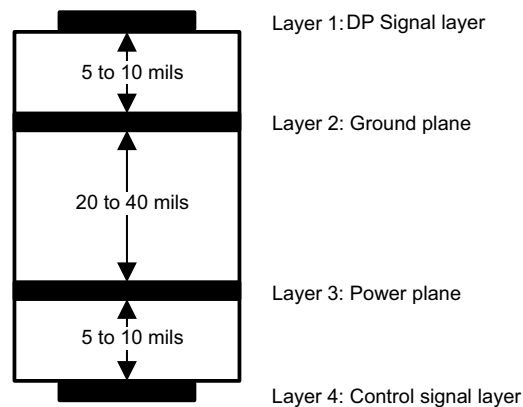 Layer 1:DP Signal layer
5 to 10 mils
Layer 2: Ground plane
20 to 40 mils
Layer 3: Power plane
5 to 10 mils
Layer 4: Control signal layer